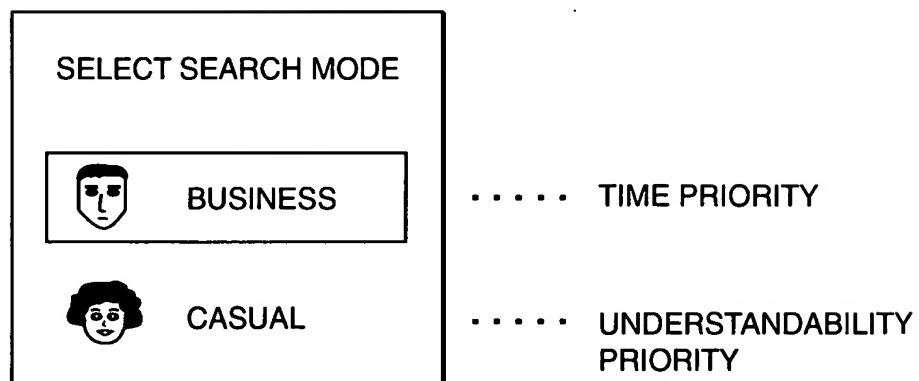 SELECT SEARCH MODE
BUSINESS ..... TIME PRIORITY
CASUAL ..... UNDERSTANDABILITY
PRIORITY